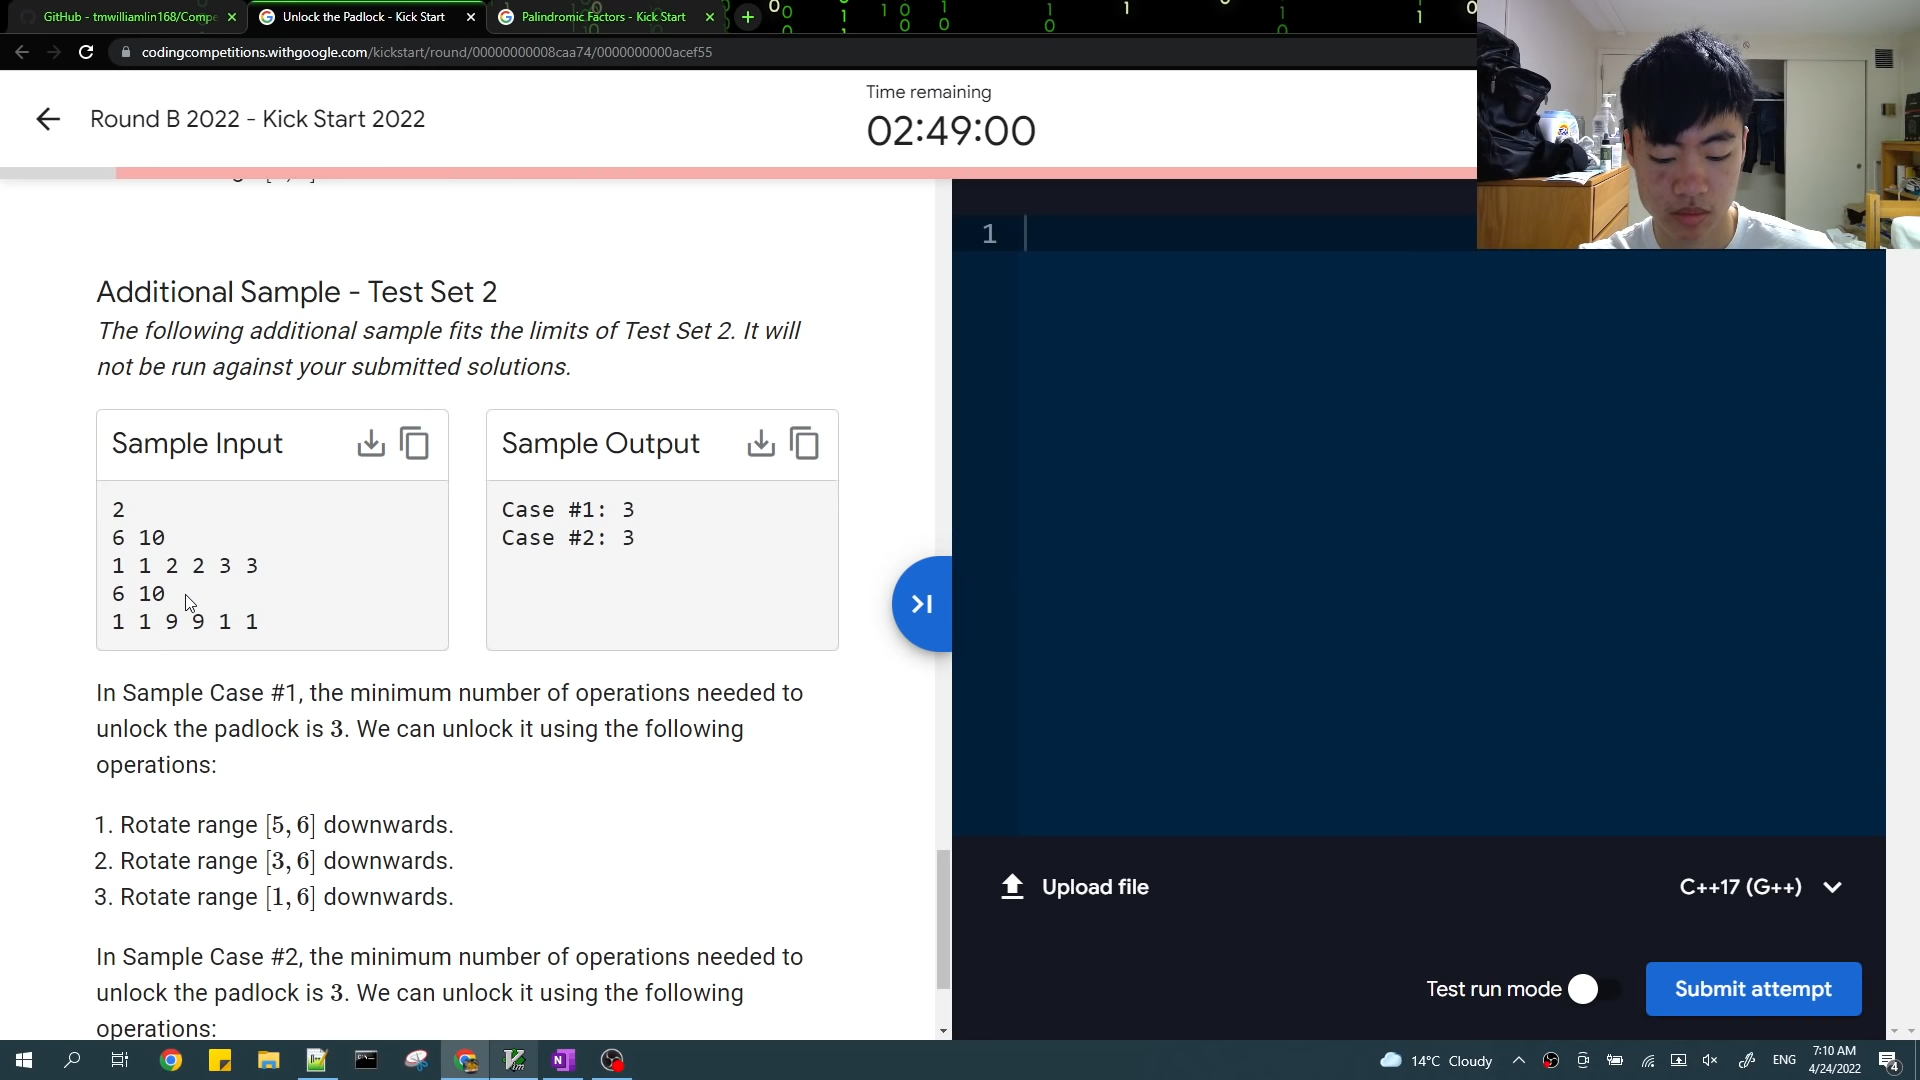 GitHub - tmwilliamlin168/Compe
Unlock the Padlock - Kick Start
Palindromic Factors - Kick Start
codingcompetitions.withgoogle.com/kickstart/round/00000000008caa74/0000000000acef55
Round B 2022 - Kick Start 2022
Time remaining
02:49:00
1
Additional Sample - Test Set 2
The following additional sample fits the limits of Test Set 2. It will
not be run against your submitted solutions.
Sample Input
Sample Output
2
6 10
1 1 2 2 3 3
6 10
1 1 9 9 1 1
Case #1: 3
Case #2: 3
In Sample Case #1, the minimum number of operations needed to
unlock the padlock is 3. We can unlock it using the following
operations:
1. Rotate range [5, 6] downwards.
2. Rotate range [3, 6] downwards.
3. Rotate range [1, 6] downwards.
In Sample Case #2, the minimum number of operations needed to
unlock the padlock is 3. We can unlock it using the following
operations:
Upload file
C++17 (G++)
Test run mode
Submit attempt
14°C Cloudy
ENG
7:10 AM
4/24/2022
4